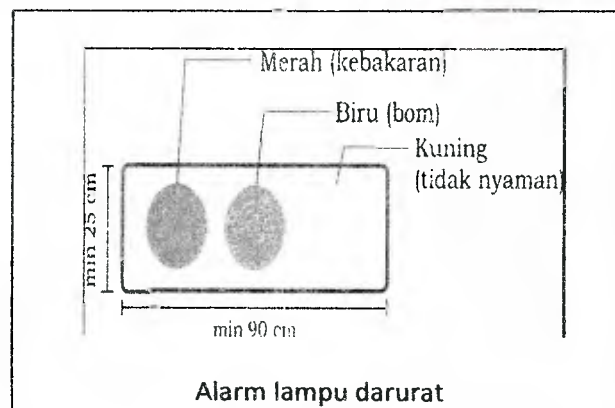 Merah (kebakaran)
Biru (bom)
Kuning
(tidak nyaman)
min 25 cm
min 90 cm
Alarm lampu darurat